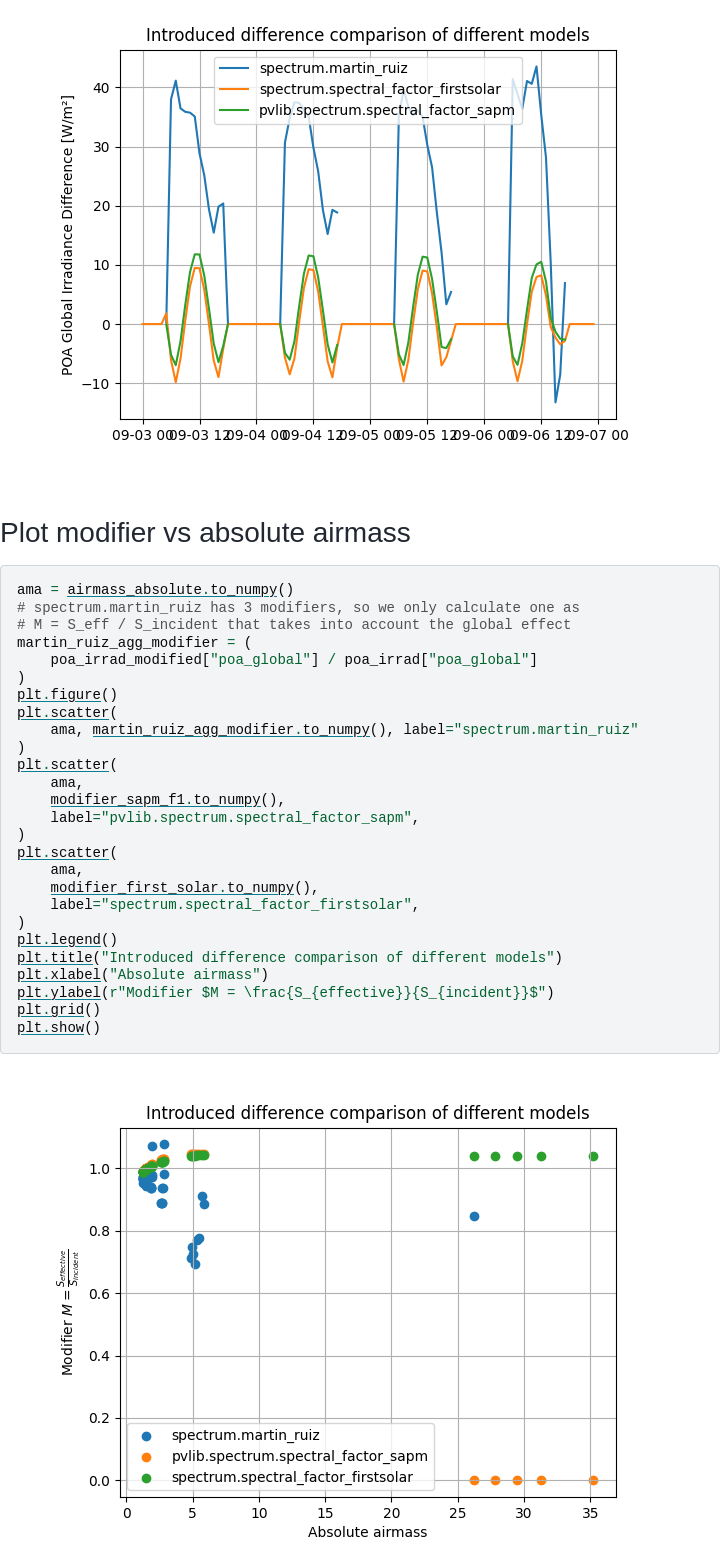 Introduced difference comparison of different models
spectrum.martin_ruiz
spectrum.spectral_factor_firstsolar
pvlib.spectrum.spectral_factor_sapm
POA Global Irradiance Difference [W/m²]
40
30
20
10
0
−10
09-03 00 09-03 12 09-04 00 09-04 12 09-05 00 09-05 12 09-06 00 09-06 12 09-07 00
Plot modifier vs absolute airmass
ama = airmass_absolute.to_numpy()
# spectrum.martin_ruiz has 3 modifiers, so we only calculate one as
# M = S_eff / S_incident that takes into account the global effect
martin_ruiz_agg_modifier = (
    poa_irrad_modified["poa_global"] / poa_irrad["poa_global"]
)
plt.figure()
plt.scatter(
    ama, martin_ruiz_agg_modifier.to_numpy(), label="spectrum.martin_ruiz"
)
plt.scatter(
    ama,
    modifier_sapm_f1.to_numpy(),
    label="pvlib.spectrum.spectral_factor_sapm",
)
plt.scatter(
    ama,
    modifier_first_solar.to_numpy(),
    label="spectrum.spectral_factor_firstsolar",
)
plt.legend()
plt.title("Introduced difference comparison of different models")
plt.xlabel("Absolute airmass")
plt.ylabel(r"Modifier $M = \frac{S_{effective}}{S_{incident}}$")
plt.grid()
plt.show()
Introduced difference comparison of different models
Modifier M = S_effective / S_incident
1.0
0.8
0.6
0.4
0.2
0.0
spectrum.martin_ruiz
pvlib.spectrum.spectral_factor_sapm
spectrum.spectral_factor_firstsolar
0 5 10 15 20 25 30 35
Absolute airmass